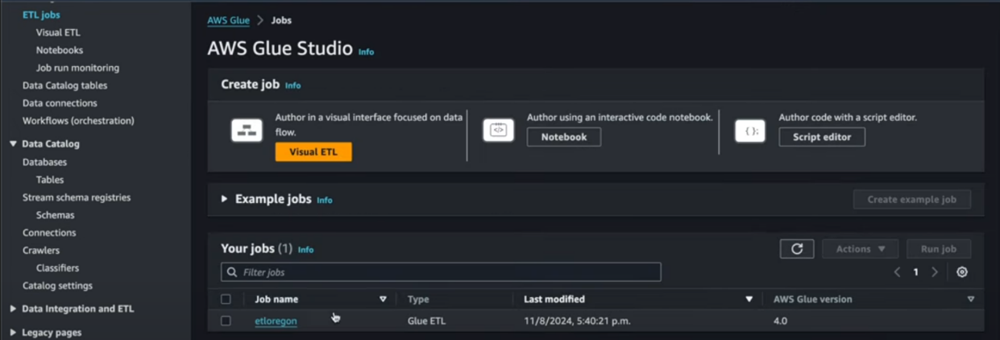 ETL jobs
Visual ETL
Notebooks
Job run monitoring
Data Catalog tables
Data connections
Workflows (orchestration)
Data Catalog
Databases
Tables
Stream schema registries
Schemas
Connections
Crawlers
Classifiers
Catalog settings
Data Integration and ETL
Legacy pages
AWS Glue > Jobs
AWS Glue Studio Info
Create job Info
Author in a visual interface focused on data
flow.
Visual ETL
Author using an interactive code notebook.
Notebook
Author code with a script editor.
Script editor
Example jobs Info
Create example job
Your jobs (1) Info
Actions
Run job
Filter jobs
1
Job name Type Last modified AWS Glue version
etloregon Glue ETL 11/8/2024, 5:40:21 p.m. 4.0